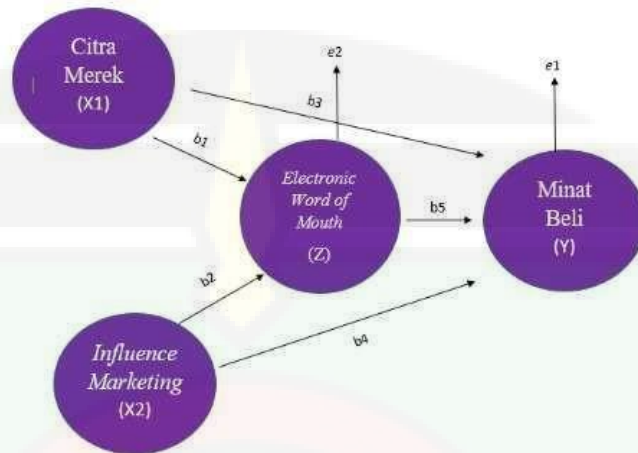 Citra
Merek
(X1)
e2
e1
b3
b1
Electronic
Word of
Mouth
(Z)
b5
Minat
Beli
(Y)
b2
b4
Influence
Marketing
(X2)